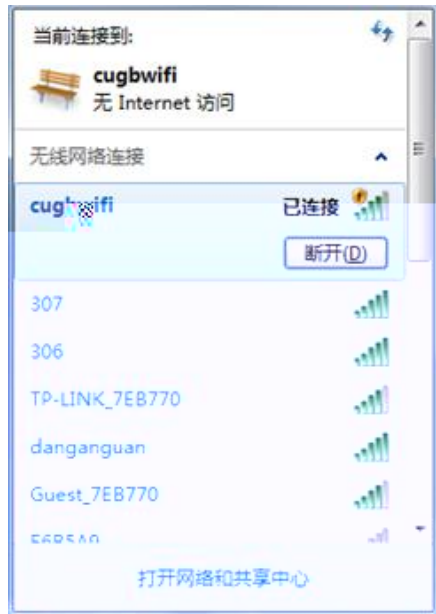 当前连接到:
cugbwifi
无 Internet 访问
无线网络连接
cugbwifi 已连接
断开(D)
307
306
TP-LINK_7EB770
danganguan
Guest_7EB770
打开网络和共享中心